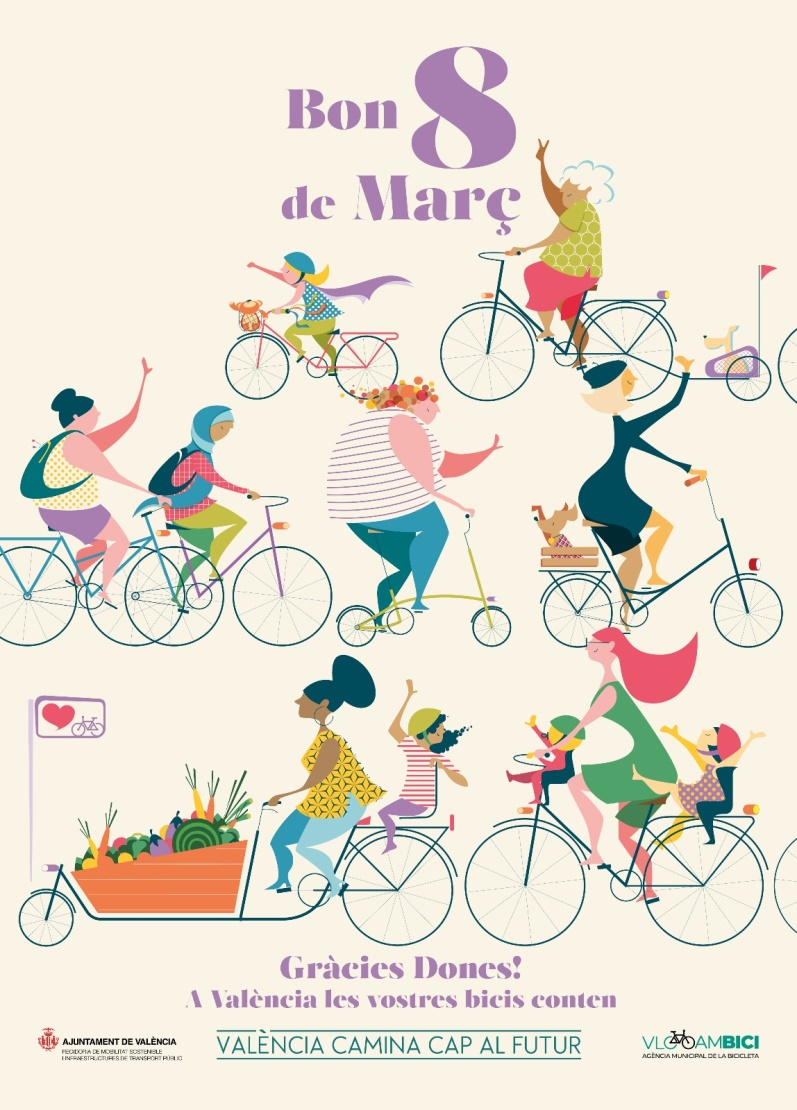 Bon 8
de Març
Gràcies Dones!
A València les vostres bicis conten
AJUNTAMENT DE VALÈNCIA
REGIDORIA DE MOBILITAT SOSTENIBLE
I INFRAESTRUCTURES DE TRANSPORT PÚBLIC
VALÈNCIA CAMINA CAP AL FUTUR
VLC AMBICI
AGÈNCIA MUNICIPAL DE LA BICICLETA